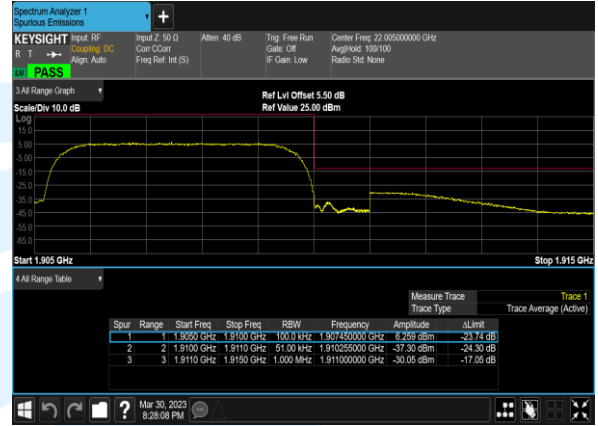 Spectrum Analyzer 1
Spurious Emissions
+
KEYSIGHT Input: RF Input Z: 50 Ω Atten: 40 dB Trig: Free Run Center Freq: 22.005000000 GHz
R T Coupling: DC Corr CCorr Gate: Off Avg|Hold: 100/100
Align: Auto Freq Ref: Int (S) IF Gain: Low Radio Std: None
PASS
3 All Range Graph
Ref Lvl Offset 5.50 dB
Scale/Div 10.0 dB Ref Value 25.00 dBm
Log
15.0
5.00
-5.00
-15.0
-25.0
-35.0
-45.0
-55.0
-65.0
Start 1.905 GHz Stop 1.915 GHz
4 All Range Table
Measure Trace Trace 1
Trace Type Trace Average (Active)
Spur Range Start Freq Stop Freq RBW Frequency Amplitude ΔLimit
1 1 1.9050 GHz 1.9100 GHz 100.0 kHz 1.907450000 GHz 6.259 dBm -23.74 dB
2 2 1.9100 GHz 1.9110 GHz 51.00 kHz 1.910255000 GHz -37.30 dBm -24.30 dB
3 3 1.9110 GHz 1.9150 GHz 1.000 MHz 1.911000000 GHz -30.05 dBm -17.05 dB
? Mar 30, 2023
8:28:08 PM